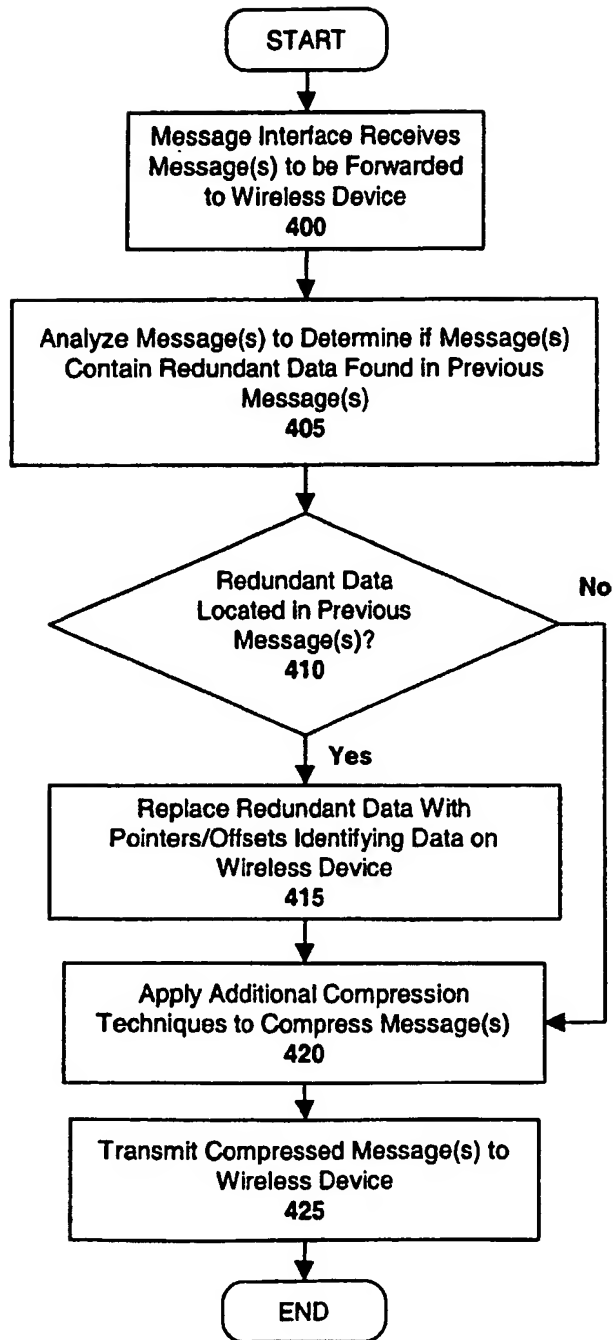 START
Message Interface Receives
Message(s) to be Forwarded
to Wireless Device
400
Analyze Message(s) to Determine if Message(s)
Contain Redundant Data Found in Previous
Message(s)
405
Redundant Data
Located in Previous
Message(s)?
410
No
Yes
Replace Redundant Data With
Pointers/Offsets Identifying Data on
Wireless Device
415
Apply Additional Compression
Techniques to Compress Message(s)
420
Transmit Compressed Message(s) to
Wireless Device
425
END